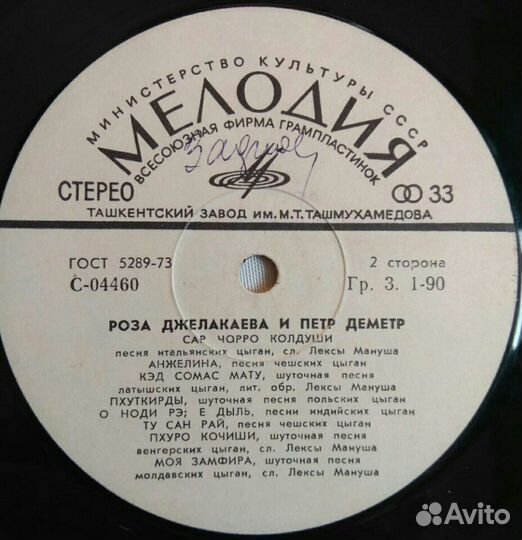 МИНИСТЕРСТВО КУЛЬТУРЫ СССР
МЕЛОДИЯ
ВСЕСОЮЗНАЯ ФИРМА ГРАМПЛАСТИНОК
СТЕРЕО
33
ТАШКЕНТСКИЙ ЗАВОД ИМ. М.Т. ТАШМУХАМЕДОВА
ГОСТ 5289-73
2 сторона
С-04460
Гр. 3. 1-90
РОЗА ДЖЕЛАКАЕВА И ПЕТР ДЕМЕТР
САР ЧОРРО КОЛДУШИ
песня итальянских цыган, сл. Лексы Мануша
АНЖЕЛИНА, песня чешских цыган
КЭД СОМАС МАТУ, шуточная песня
латышских цыган, лит. обр. Лексы Мануша
ПХУТКИРДЫ, шуточная песня польских цыган
О НОДИ РЭ; Е ДЫЛЬ, песни индийских цыган
ТУ САН РАЙ, песня чешских цыган
ПХУРО КОЧИШИ, шуточная песня
венгерских цыган, сл. Лексы Мануша
МОЯ ЗАМФИРА, шуточная песня
молдавских цыган, сл. Лексы Мануша
Avito